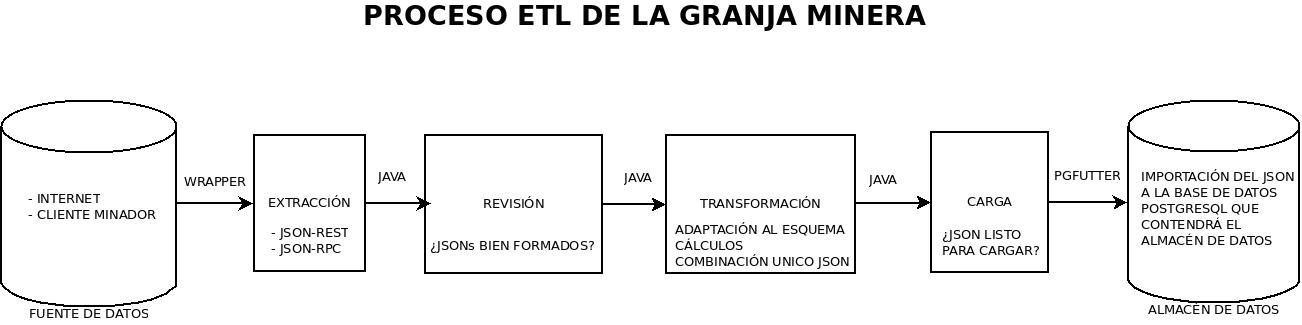 PROCESO ETL DE LA GRANJA MINERA
- INTERNET
- CLIENTE MINADOR
FUENTE DE DATOS
WRAPPER
EXTRACCIÓN
- JSON-REST
- JSON-RPC
JAVA
REVISIÓN
¿JSONs BIEN FORMADOS?
JAVA
TRANSFORMACIÓN
ADAPTACIÓN AL ESQUEMA
CÁLCULOS
COMBINACIÓN UNICO JSON
JAVA
CARGA
¿JSON LISTO
PARA CARGAR?
PGFUTTER
IMPORTACIÓN DEL JSON
A LA BASE DE DATOS
POSTGRESQL QUE
CONTENDRÁ EL
ALMACÉN DE DATOS
ALMACÉN DE DATOS